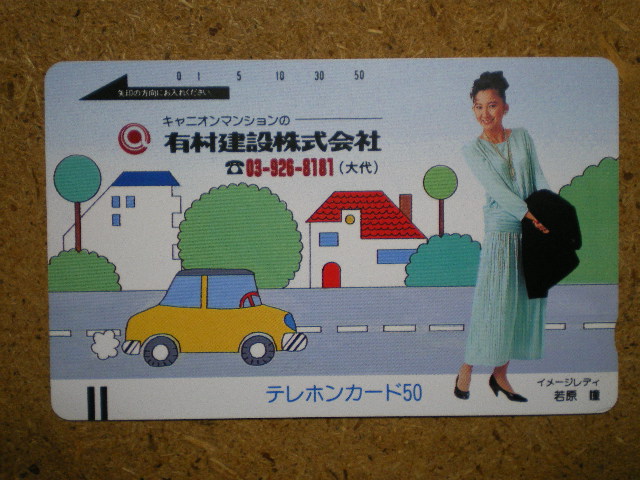 0 1 5 10 30 50
矢印の方向にお入れください
キャニオンマンションの
有村建設株式会社
☎03-926-8181(大代)
テレホンカード50
イメージレディ
若原 瞳